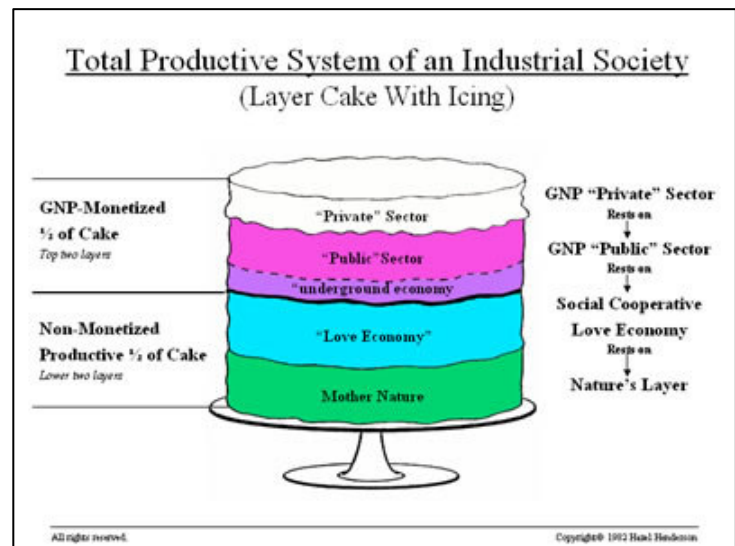 Total Productive System of an Industrial Society
(Layer Cake With Icing)
GNP-Monetized
½ of Cake
Top two layers
Non-Monetized
Productive ½ of Cake
Lower two layers
"Private" Sector
"Public"Sector
"underground economy
"Love Economy"
Mother Nature
GNP "Private" Sector
Rests on
GNP "Public" Sector
Rests on
Social Cooperative
Love Economy
Rests on
Nature's Layer
All rights reserved.
Copyright© 1982 Hazel Henderson